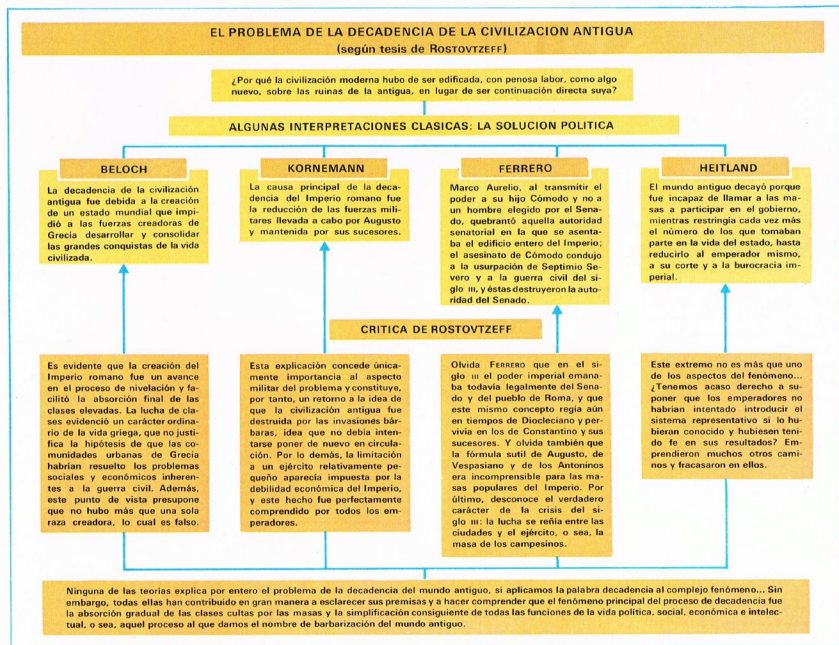 EL PROBLEMA DE LA DECADENCIA DE LA CIVILIZACION ANTIGUA
(según tesis de ROSTOVTZEFF)
¿Por qué la civilización moderna hubo de ser edificada, con penosa labor, como algo
nuevo, sobre las ruinas de la antigua, en lugar de ser continuación directa suya?
ALGUNAS INTERPRETACIONES CLASICAS: LA SOLUCION POLITICA
BELOCH
La decadencia de la civilización
antigua fue debida a la creación
de un estado mundial que impi-
dió a las fuerzas creadoras de
Grecia desarrollar y consolidar
las grandes conquistas de la vida
civilizada.
KORNEMANN
La causa principal de la deca-
dencia del Imperio romano fue
la reducción de las fuerzas mili-
tares llevada a cabo por Augusto
y mantenida por sus sucesores.
FERRERO
Marco Aurelio, al transmitir el
poder a su hijo Cómodo y no a
un hombre elegido por el Sena-
do, quebrantó aquella autoridad
senatorial en la que se asenta-
ba el edificio entero del Imperio;
el asesinato de Cómodo condujo
a la usurpación de Septimio Se-
vero y a la guerra civil del si-
glo III, y éstas destruyeron la auto-
ridad del Senado.
HEITLAND
El mundo antiguo decayó porque
fue incapaz de llamar a las ma-
sas a participar en el gobierno,
mientras restringía cada vez más
el número de los que tomaban
parte en la vida del estado, hasta
reducirlo al emperador mismo,
a su corte y a la burocracia im-
perial.
CRITICA DE ROSTOVTZEFF
Es evidente que la creación del
Imperio romano fue un avance
en el proceso de nivelación y fa-
cilitó la absorción final de las
clases elevadas. La lucha de cla-
ses evidenció un carácter ordina-
rio de la vida griega, que no justi-
fica la hipótesis de que las co-
munidades urbanas de Grecia
habrían resuelto los problemas
sociales y económicos inherentes
a la guerra civil. Además,
este punto de vista presupone
que no hubo más que una sola
raza creadora, lo cual es falso.
Esta explicación concede única-
mente importancia al aspecto
militar del problema y constituye,
por tanto, un retorno a la idea de
que la civilización antigua fue
destruida por las invasiones bár-
baras, idea que no debía inten-
tarse poner de nuevo en circula-
ción. Por lo demás, la limitación
a un ejército relativamente pe-
queño aparecía impuesta por la
debilidad económica del Imperio,
y este hecho fue perfectamente
comprendido por todos los em-
peradores.
Olvida FERRERO que en el si-
glo III el poder imperial emana-
ba todavía legalmente del Sena-
do y del pueblo de Roma, y que
este mismo concepto regía aún
en tiempos de Diocleciano y per-
vivía en los de Constantino y sus
sucesores. Y olvida también que
la fórmula sutil de Augusto, de
Vespasiano y de los Antoninos
era incomprensible para las ma-
sas populares del Imperio. Por
último, desconoce el verdadero
carácter de la crisis del si-
glo III: la lucha se reñía entre las
ciudades y el ejército, o sea, la
masa de los campesinos.
Este extremo no es más que uno
de los aspectos del fenómeno...
¿Tenemos acaso derecho a su-
poner que los emperadores no
habrían intentado introducir el
sistema representativo si lo hu-
bieran conocido y hubiesen teni-
do fe en sus resultados? Em-
prendieron muchos otros cami-
nos y fracasaron en ellos.
Ninguna de las teorías explica por entero el problema de la decadencia del mundo antiguo, si aplicamos la palabra decadencia al complejo fenómeno... Sin
embargo, todas ellas han contribuido en gran manera a esclarecer sus premisas y a hacer comprender que el fenómeno principal del proceso de decadencia fue
la absorción gradual de las clases cultas por las masas y la simplificación consiguiente de todas las funciones de la vida política, social, económica e intelec-
tual, o sea, aquel proceso al que damos el nombre de barbarización del mundo antiguo.